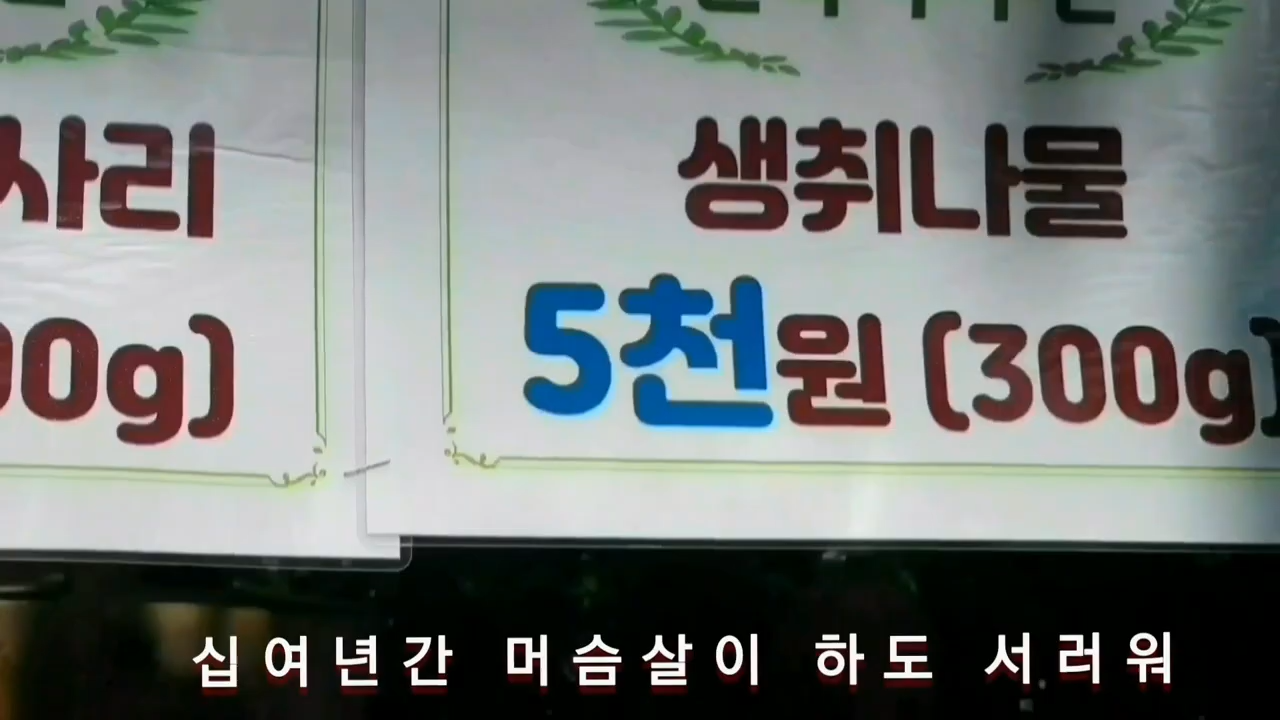 사리
00g)
생취나물
5천원 (300g)
십여년간 머슴살이 하도 서러워